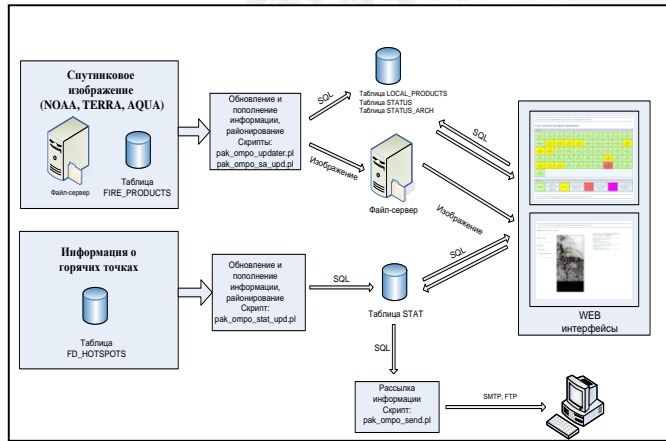 Спутниковое
изображение
(NOAA, TERRA, AQUA)
Файл-сервер
Таблица
FIRE_PRODUCTS
Обновление и
пополнение
информации,
районирование
Скрипты:
pak_ompo_updater.pl
pak_ompo_sa_upd.pl
SQL
Изображение
Таблица LOCAL_PRODUCTS
Таблица STATUS
Таблица STATUS_ARCH
Файл-сервер
SQL
Изображение
SQL
WEB
интерфейсы
Информация о
горячих точках
Таблица
FD_HOTSPOTS
Обновление и
пополнение
информации,
районирование
Скрипт:
pak_ompo_stat_upd.pl
SQL
Таблица STAT
SQL
Рассылка
информации
Скрипт:
pak_ompo_send.pl
SMTP, FTP